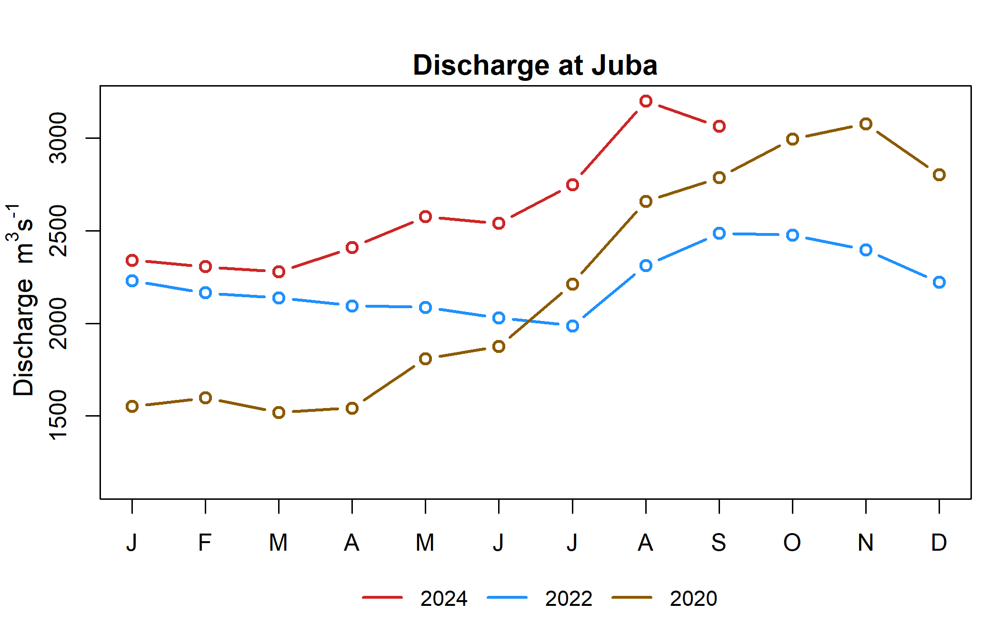 Discharge at Juba
Discharge m³s⁻¹
3000
2500
2000
1500
J F M A M J J A S O N D
2024 2022 2020